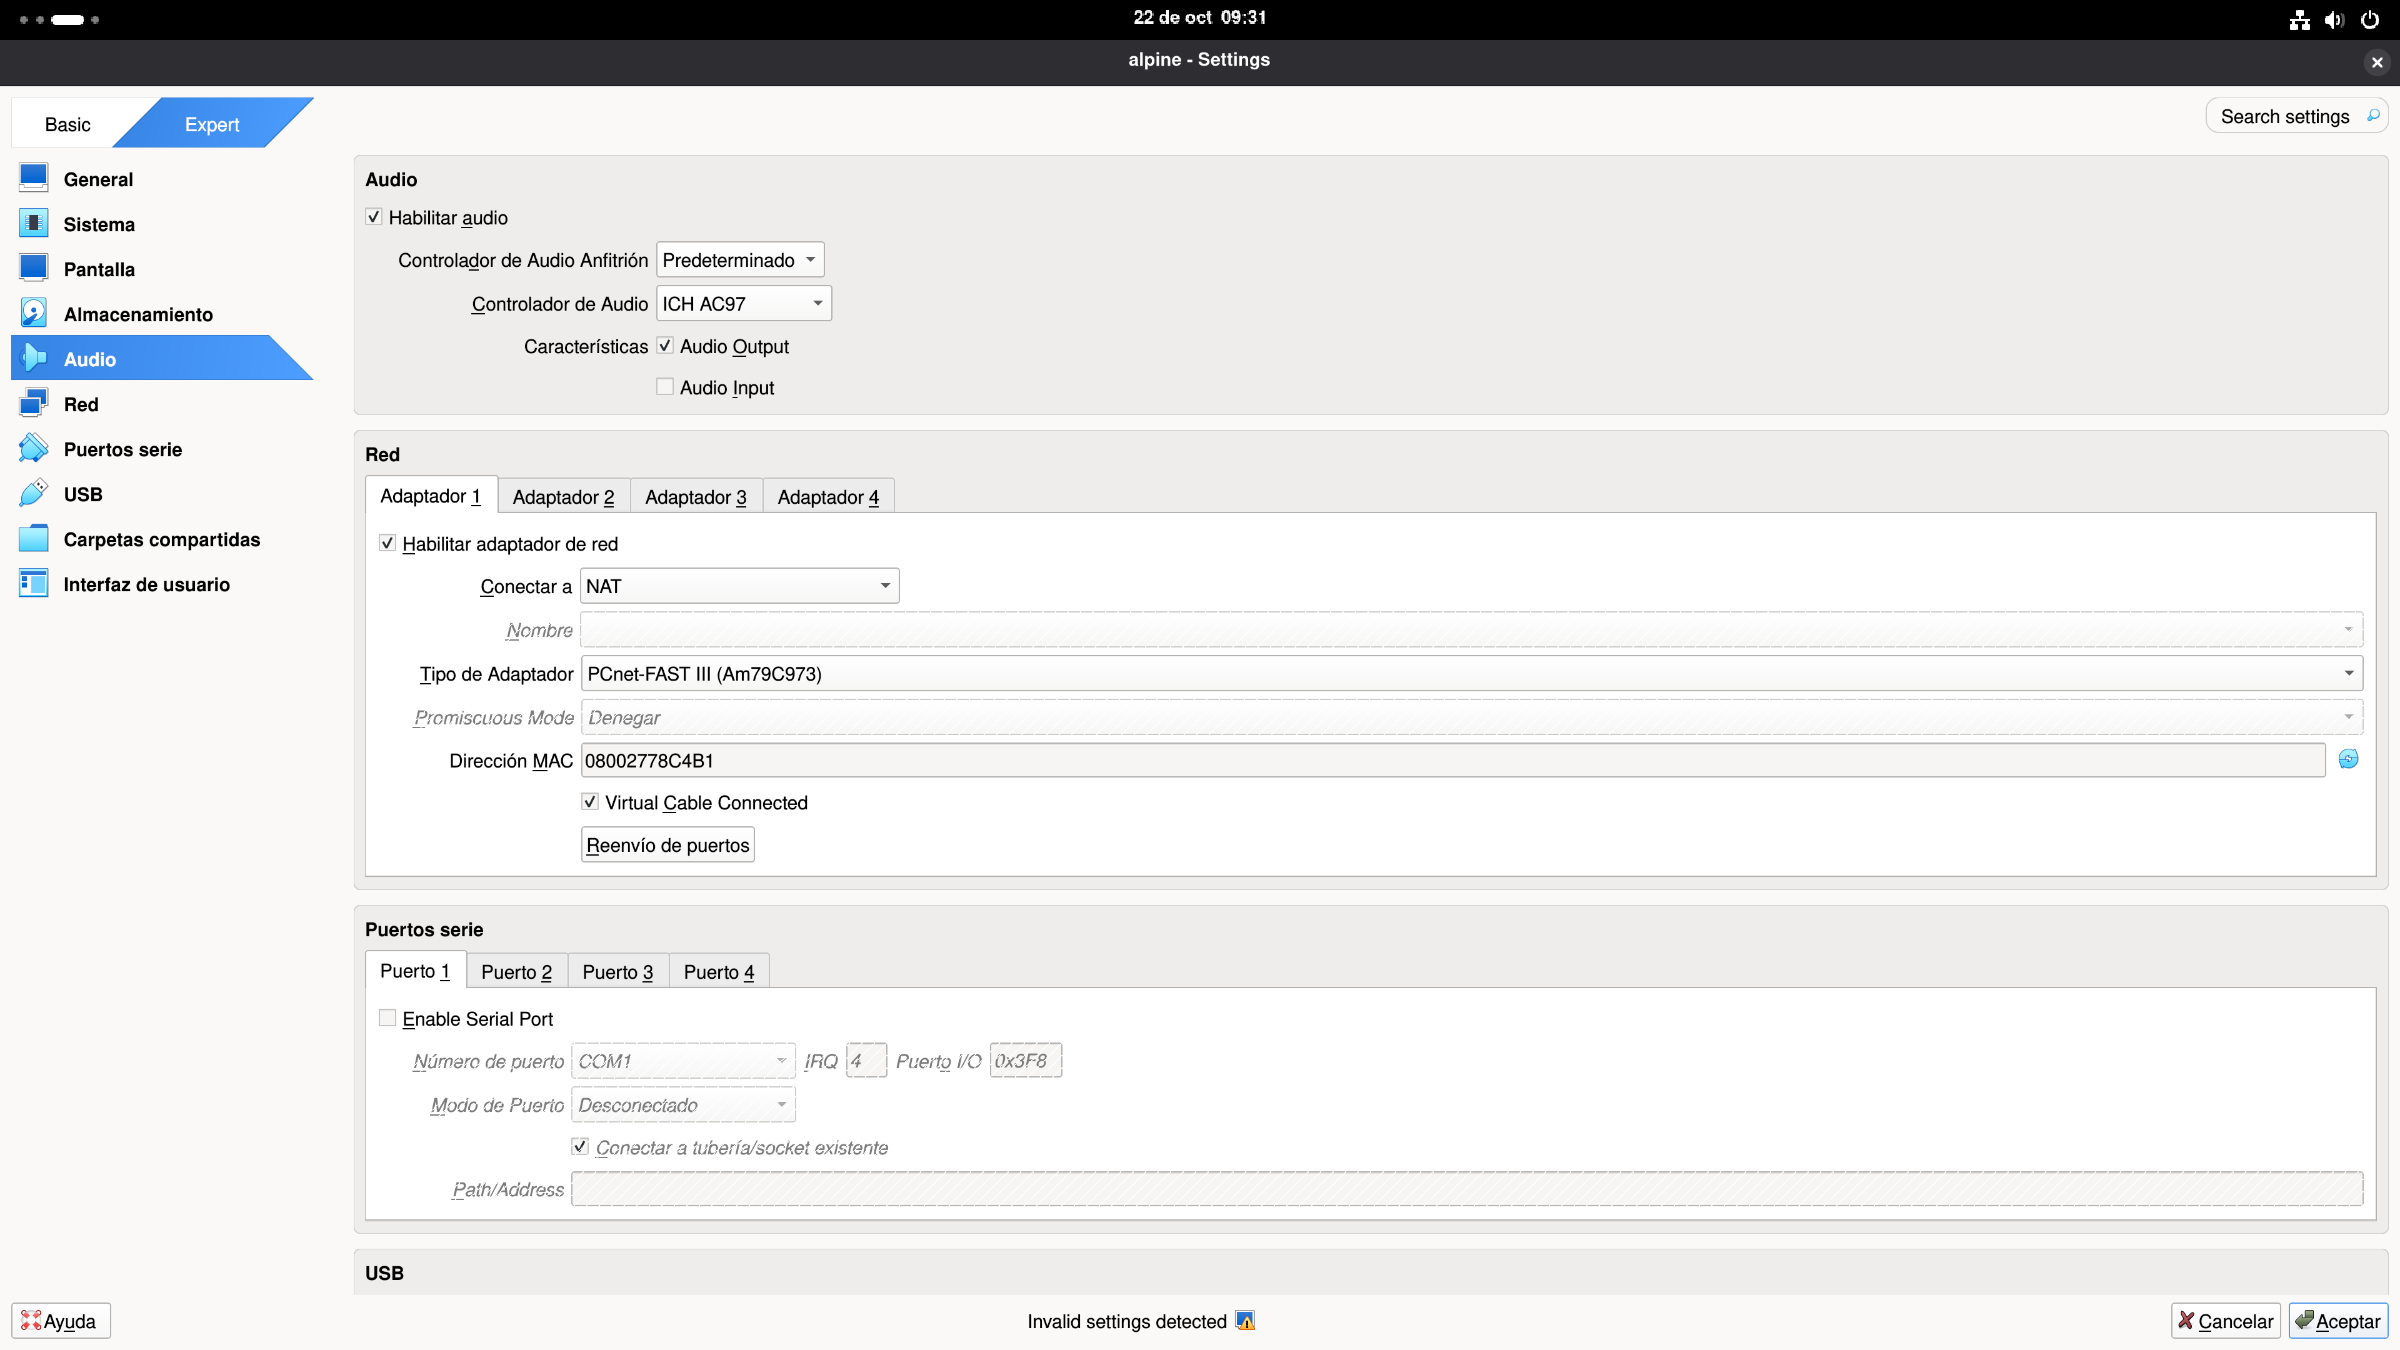 22 de oct 09:31
alpine - Settings
Basic
Expert
Search settings
General
Sistema
Pantalla
Almacenamiento
Audio
Red
Puertos serie
USB
Carpetas compartidas
Interfaz de usuario
Audio
Habilitar audio
Controlador de Audio Anfitrión Predeterminado
Controlador de Audio ICH AC97
Características Audio Output
Audio Input
Red
Adaptador 1 Adaptador 2 Adaptador 3 Adaptador 4
Habilitar adaptador de red
Conectar a NAT
Nombre
Tipo de Adaptador PCnet-FAST III (Am79C973)
Promiscuous Mode Denegar
Dirección MAC 08002778C4B1
Virtual Cable Connected
Reenvío de puertos
Puertos serie
Puerto 1 Puerto 2 Puerto 3 Puerto 4
Enable Serial Port
Número de puerto COM1 IRQ 4 Puerto I/O 0x3F8
Modo de Puerto Desconectado
Conectar a tubería/socket existente
Path/Address
USB
Ayuda
Invalid settings detected
Cancelar
Aceptar